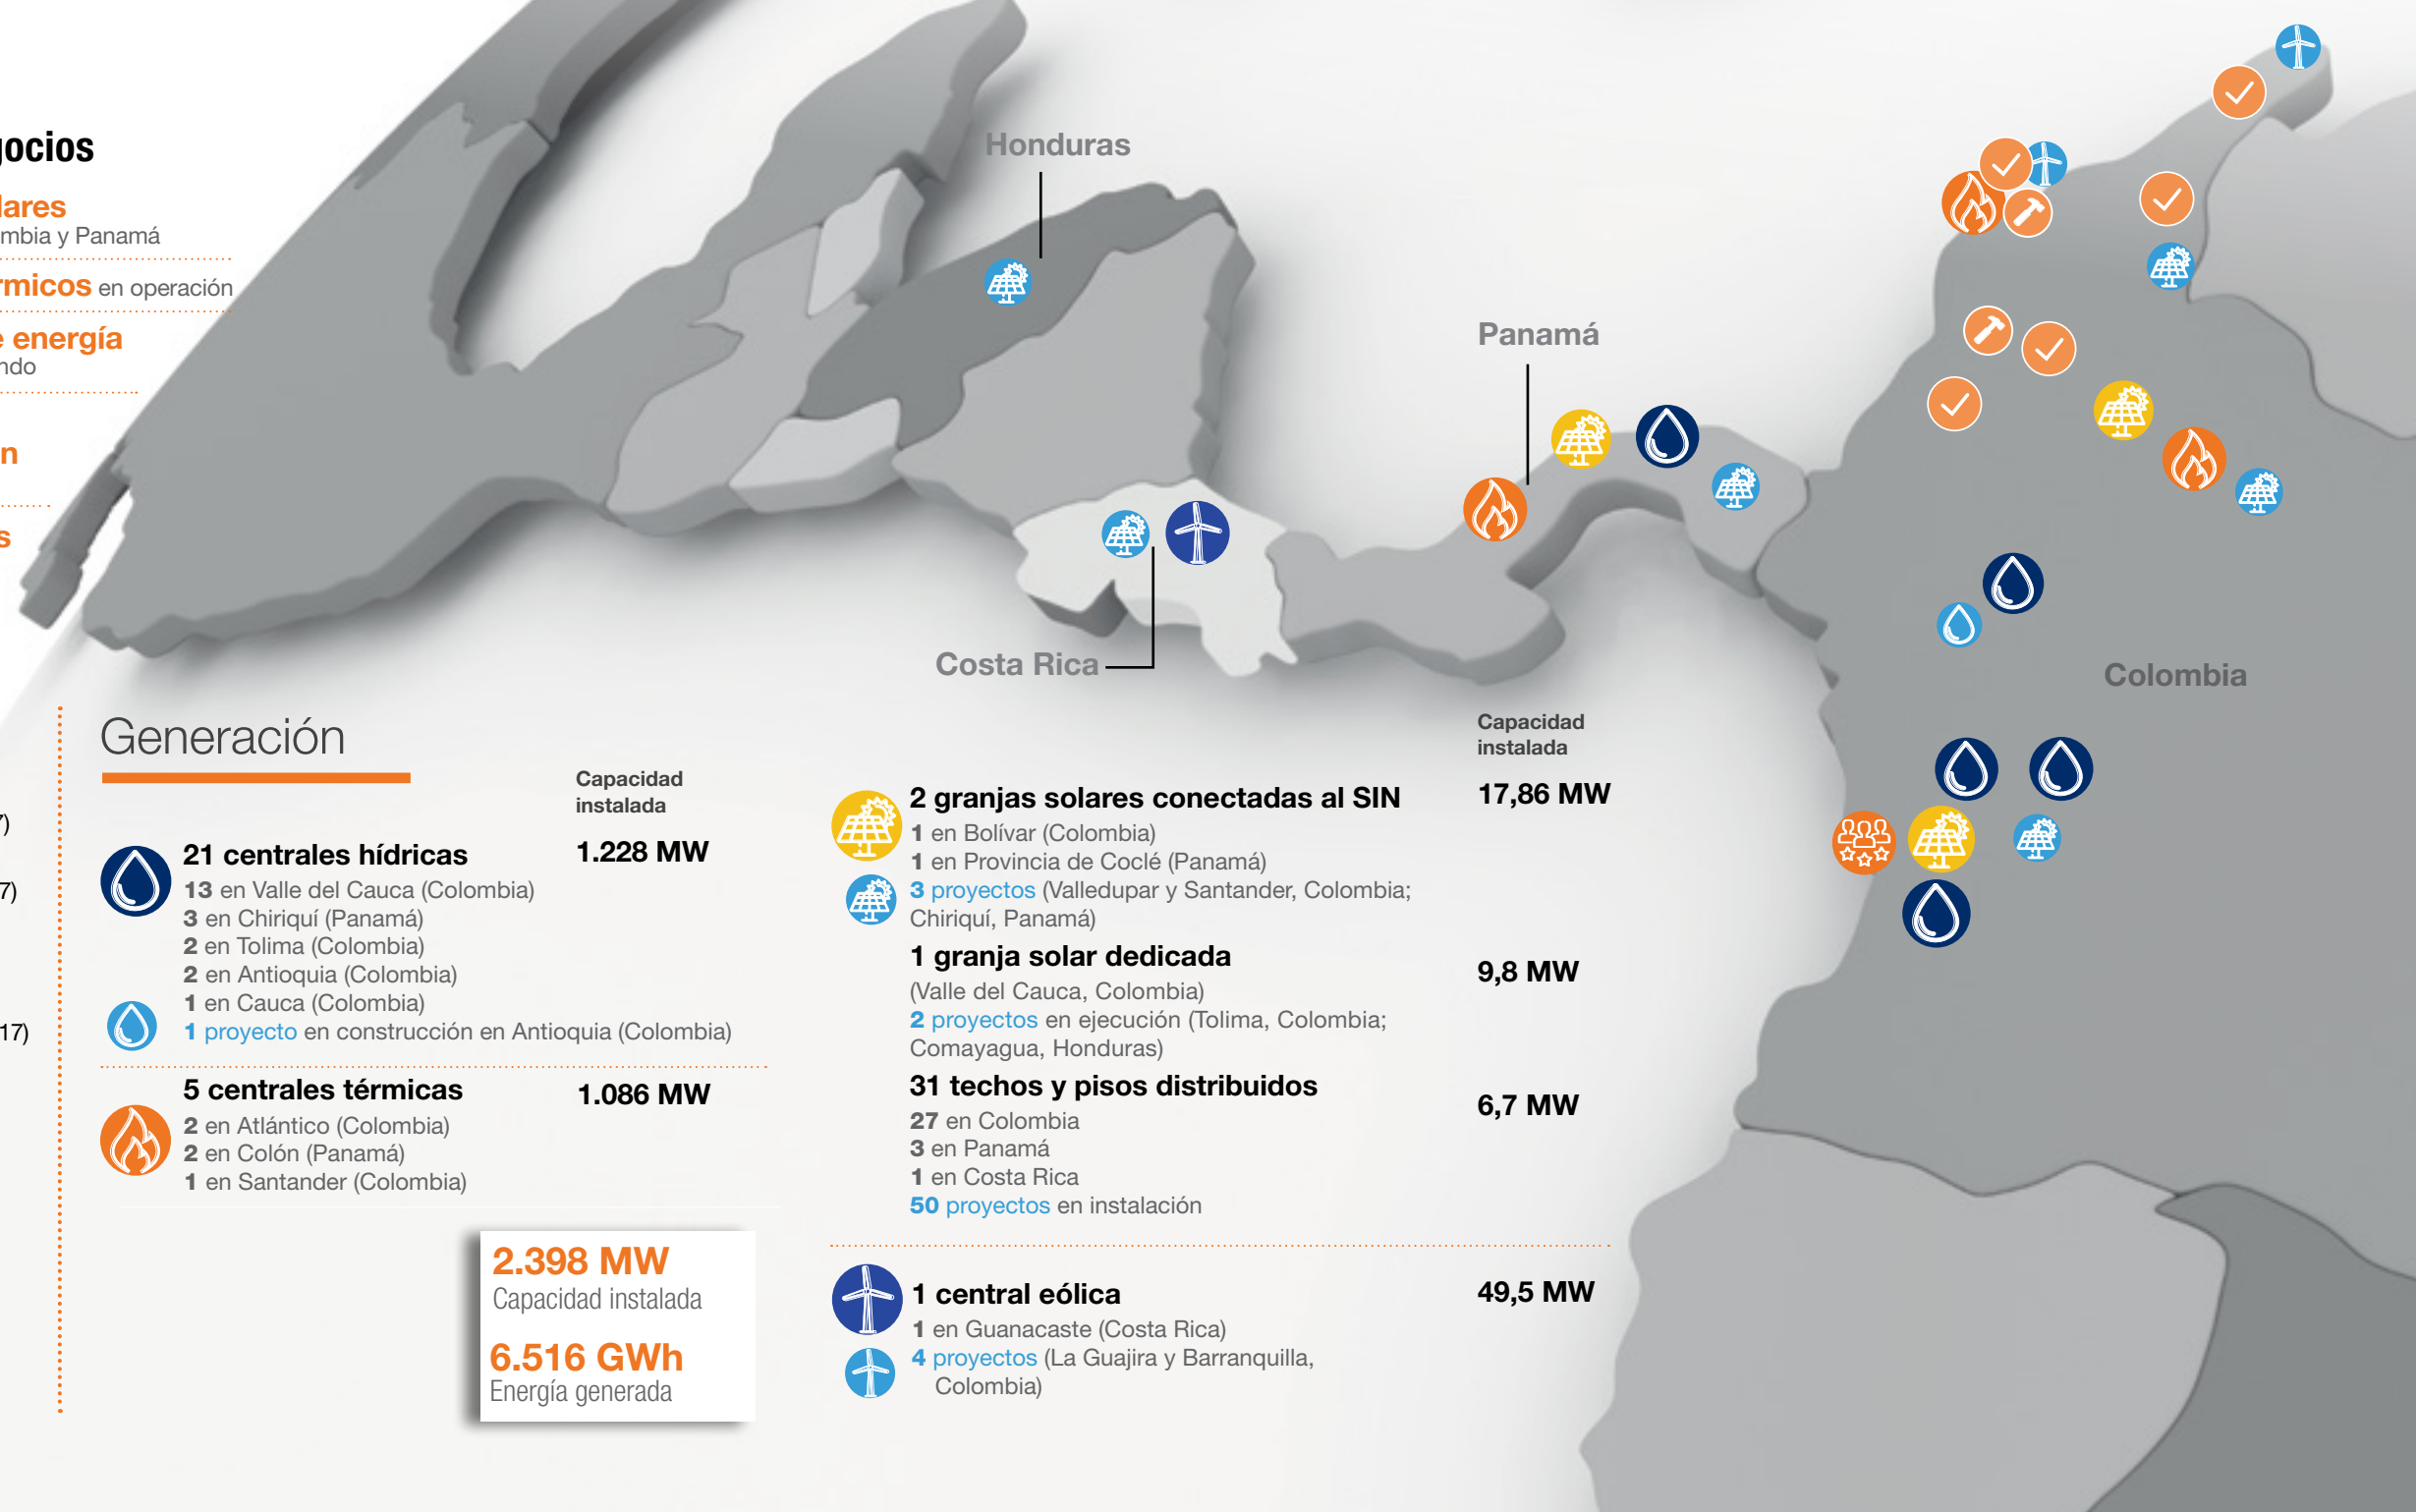 gocios
lares
mbia y Panamá
rmicos en operación
e energía
ndo
n
s
7)
7)
17)
Honduras
Panamá
Costa Rica
Colombia
Generación
Capacidad
instalada
21 centrales hídricas
1.228 MW
13 en Valle del Cauca (Colombia)
3 en Chiriquí (Panamá)
2 en Tolima (Colombia)
2 en Antioquia (Colombia)
1 en Cauca (Colombia)
1 proyecto en construcción en Antioquia (Colombia)
5 centrales térmicas
1.086 MW
2 en Atlántico (Colombia)
2 en Colón (Panamá)
1 en Santander (Colombia)
2.398 MW
Capacidad instalada
6.516 GWh
Energía generada
Capacidad
instalada
2 granjas solares conectadas al SIN
17,86 MW
1 en Bolívar (Colombia)
1 en Provincia de Coclé (Panamá)
3 proyectos (Valledupar y Santander, Colombia;
Chiriquí, Panamá)
1 granja solar dedicada
9,8 MW
(Valle del Cauca, Colombia)
2 proyectos en ejecución (Tolima, Colombia;
Comayagua, Honduras)
31 techos y pisos distribuidos
6,7 MW
27 en Colombia
3 en Panamá
1 en Costa Rica
50 proyectos en instalación
1 central eólica
49,5 MW
1 en Guanacaste (Costa Rica)
4 proyectos (La Guajira y Barranquilla,
Colombia)